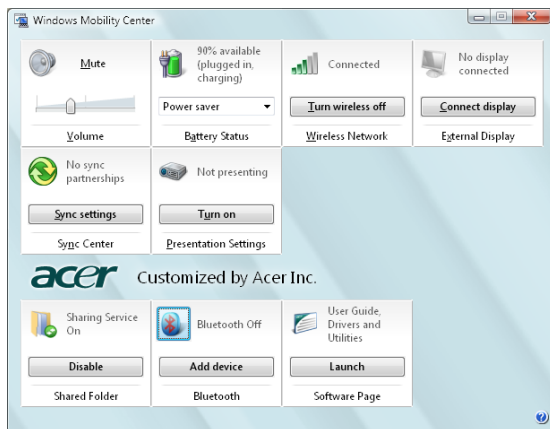 Windows Mobility Center
Mute
Volume
90% available
(plugged in,
charging)
Power saver
Battery Status
Connected
Turn wireless off
Wireless Network
No display
connected
Connect display
External Display
No sync
partnerships
Sync settings
Sync Center
Not presenting
Turn on
Presentation Settings
acer Customized by Acer Inc.
Sharing Service
On
Disable
Shared Folder
Bluetooth Off
Add device
Bluetooth
User Guide,
Drivers and
Utilities
Launch
Software Page